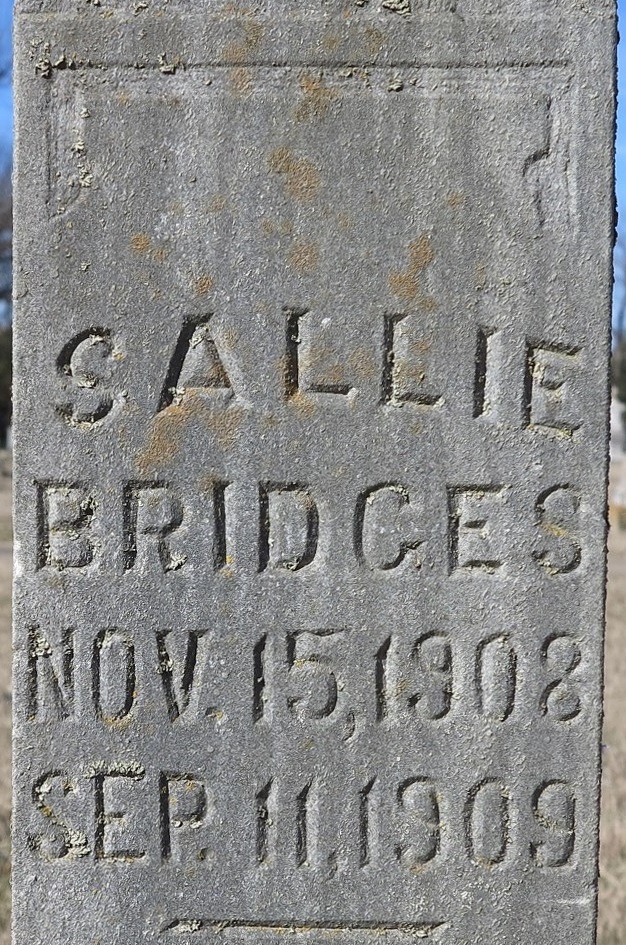 SALLIE
BRIDGES
NOV. 15, 1908
SEP. 11, 1909